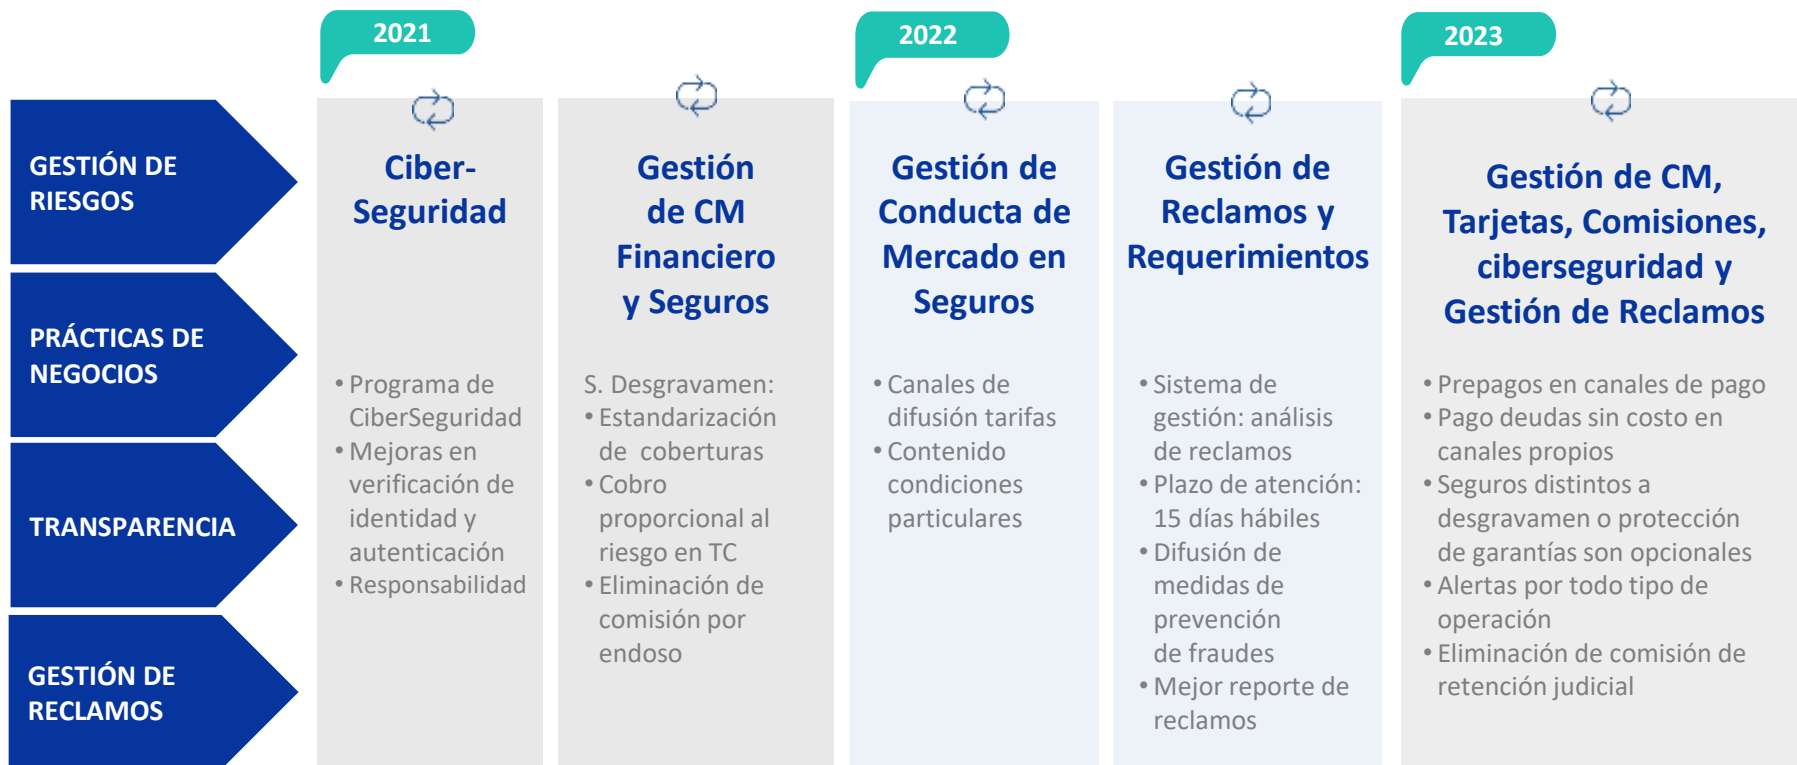 2021
2022
2023
GESTIÓN DE
RIESGOS
PRÁCTICAS DE
NEGOCIOS
TRANSPARENCIA
GESTIÓN DE
RECLAMOS
Ciber-
Seguridad
• Programa de
CiberSeguridad
• Mejoras en
verificación de
identidad y
autenticación
• Responsabilidad
Gestión
de CM
Financiero
y Seguros
S. Desgravamen:
• Estandarización
de coberturas
• Cobro
proporcional al
riesgo en TC
• Eliminación de
comisión por
endoso
Gestión de
Conducta de
Mercado en
Seguros
• Canales de
difusión tarifas
• Contenido
condiciones
particulares
Gestión de
Reclamos y
Requerimientos
• Sistema de
gestión: análisis
de reclamos
• Plazo de atención:
15 días hábiles
• Difusión de
medidas de
prevención
de fraudes
• Mejor reporte de
reclamos
Gestión de CM,
Tarjetas, Comisiones,
ciberseguridad y
Gestión de Reclamos
• Prepagos en canales de pago
• Pago deudas sin costo en
canales propios
• Seguros distintos a
desgravamen o protección
de garantías son opcionales
• Alertas por todo tipo de
operación
• Eliminación de comisión de
retención judicial